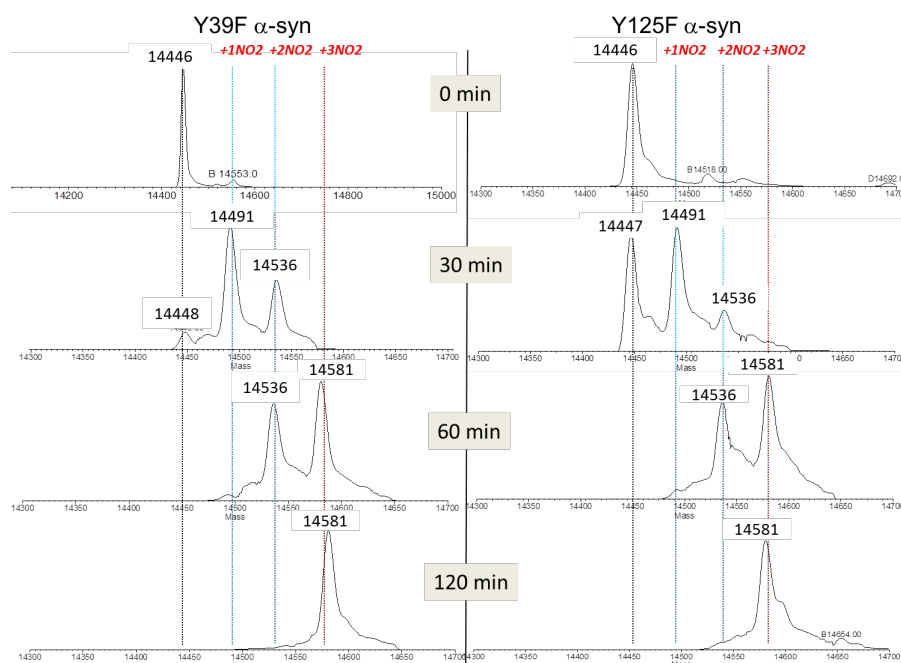 Y39F α-syn
Y125F α-syn
+1NO2 +2NO2 +3NO2
+1NO2 +2NO2 +3NO2
14446
14446
0 min
B 14553.0
B14518.00
D14692.0
14200 14400 14600 14800 15000
14350 14400 14450 14500 14550 14600 14650
14491
14536
14448
30 min
14447
14491
14536
14300 14350 14400 14450 14500 14550 14600 14650 14700
Mass
14300 14350 14400 14450 14500 14550 14640 14700
Mass
14536
14581
60 min
14536
14581
14300 14350 14400 14450 14500 14550 14600 14650 14700
Mass
14300 14350 14400 14450 14500 14550 14600 14650 14700
Mass
14581
120 min
14581
B14654.00
14300 14350 14400 14450 14500 14550 14600 14650 14700
Mass
14350 14400 14450 14500 14550 14600 14650 14700
Mass